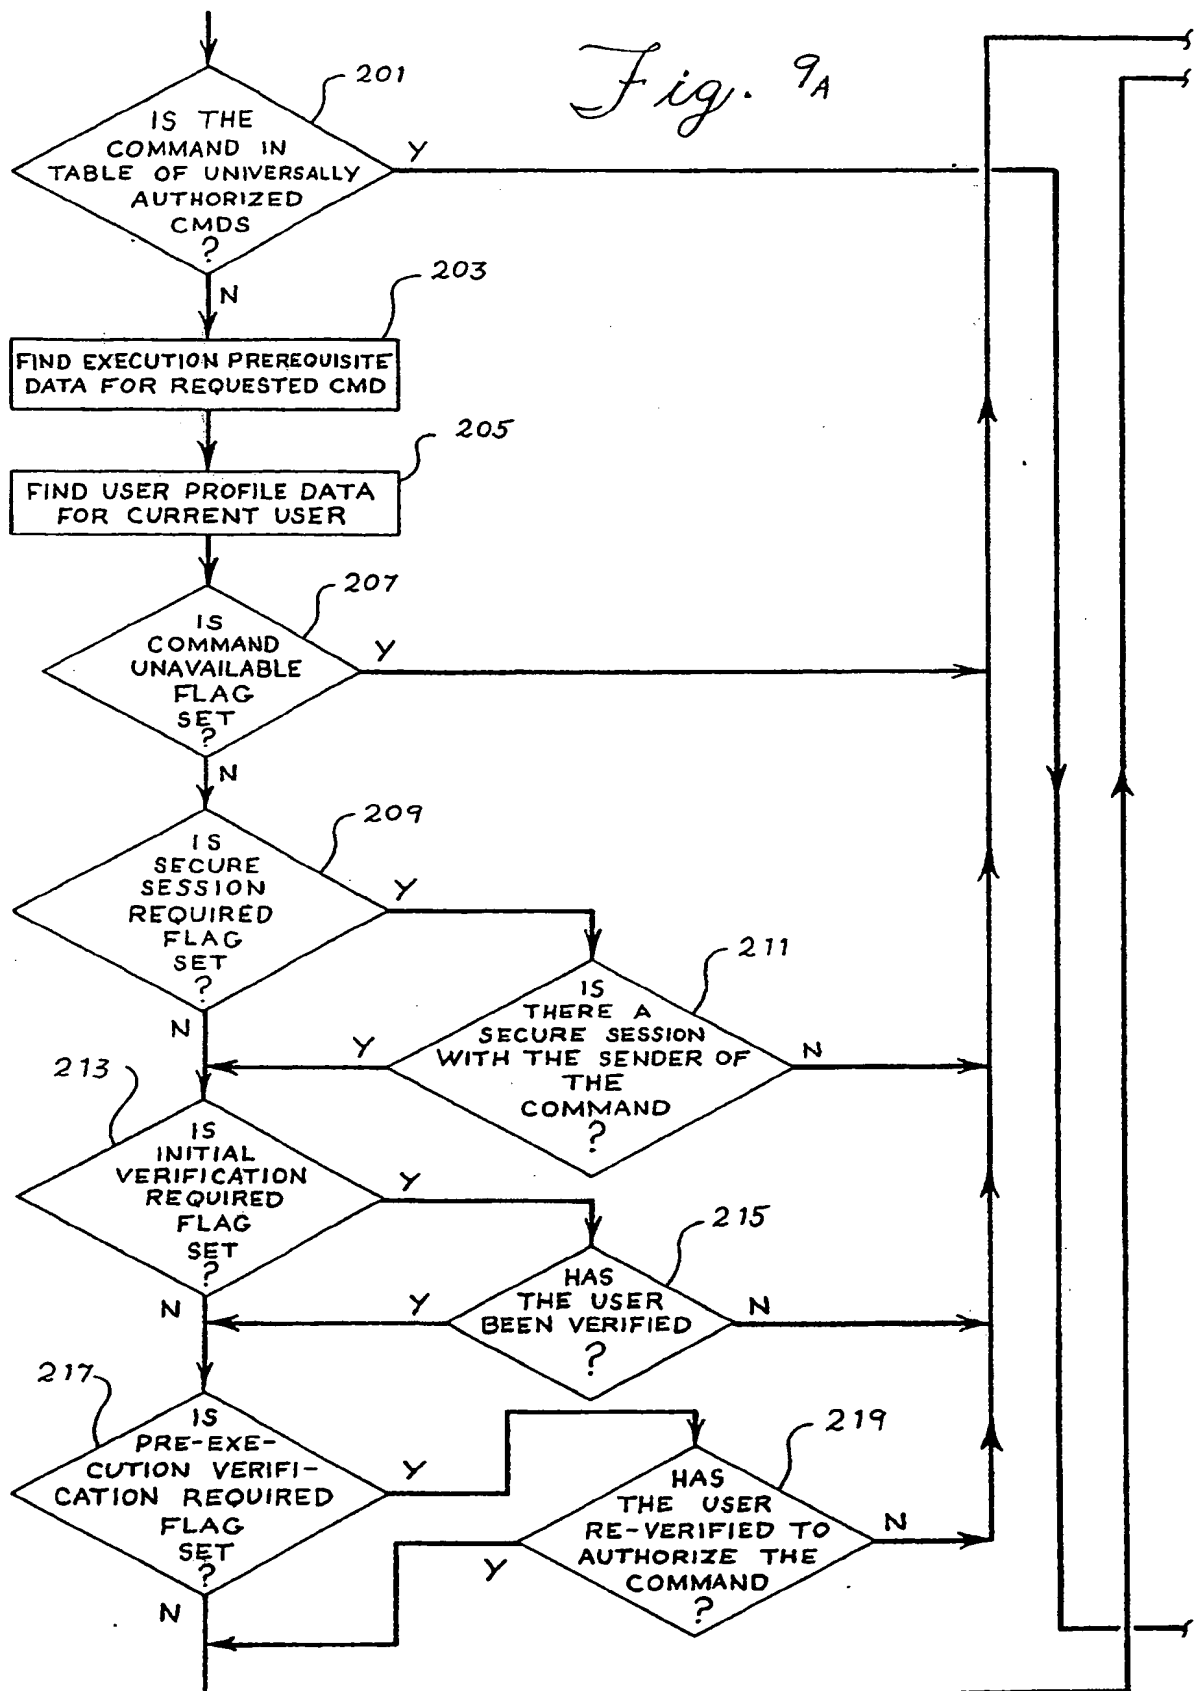 Fig. 9A
201
IS THE
COMMAND IN
TABLE OF UNIVERSALLY
AUTHORIZED
CMDS
?
Y
N
203
FIND EXECUTION PREREQUISITE
DATA FOR REQUESTED CMD
205
FIND USER PROFILE DATA
FOR CURRENT USER
207
IS
COMMAND
UNAVAILABLE
FLAG
SET
?
Y
N
209
IS
SECURE
SESSION
REQUIRED
FLAG
SET
?
Y
N
211
IS
THERE A
SECURE SESSION
WITH THE SENDER OF
THE
COMMAND
?
Y
N
213
IS
INITIAL
VERIFICATION
REQUIRED
FLAG
SET
?
Y
N
215
HAS
THE USER
BEEN VERIFIED
?
Y
N
217
IS
PRE-EXE-
CUTION VERIFI-
CATION REQUIRED
FLAG
SET
?
Y
N
219
HAS
THE USER
RE-VERIFIED TO
AUTHORIZE THE
COMMAND
?
Y
N